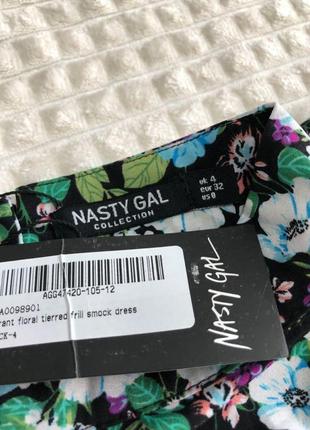 NASTY GAL
COLLECTION
uk 4
eur 32
us 0
AGG47420-105-12
A0098901
rant floral tierred frill smock dress
CK-4
NASTY GAL